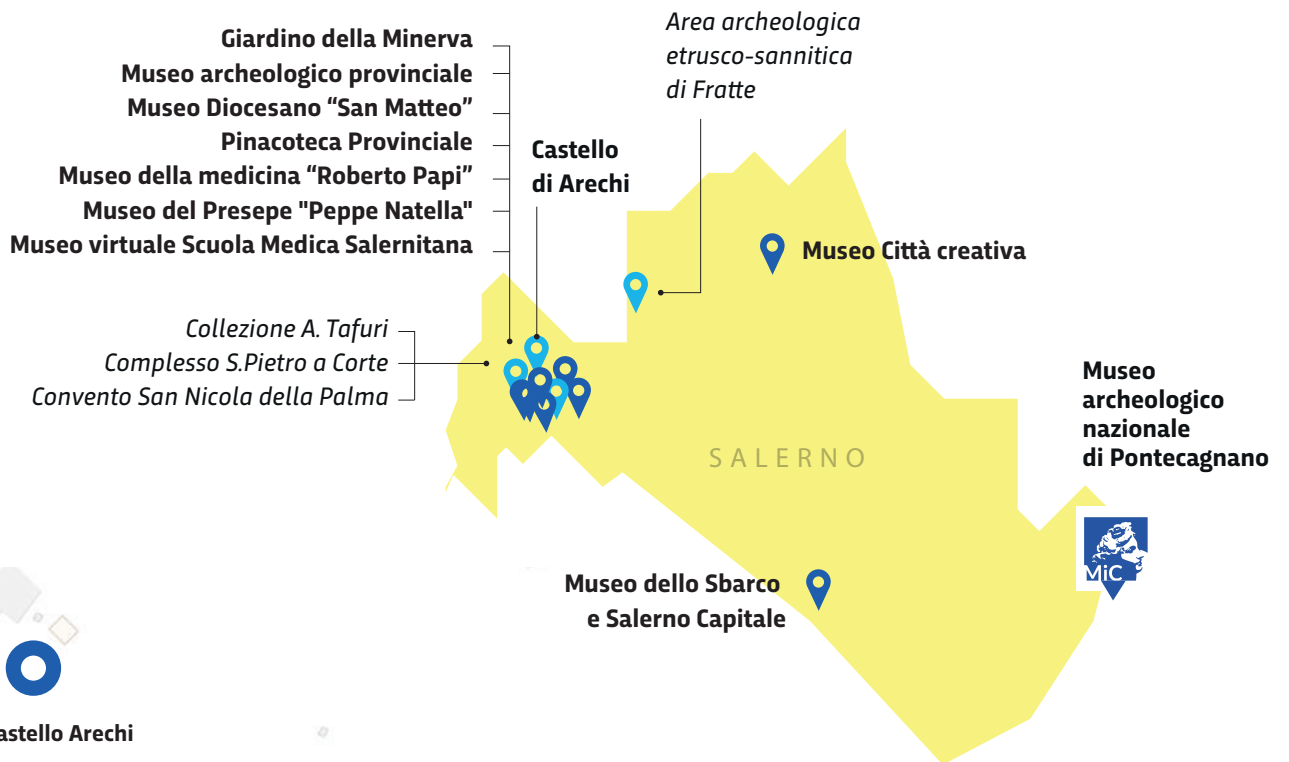 Giardino della Minerva
Museo archeologico provinciale
Museo Diocesano “San Matteo”
Pinacoteca Provinciale
Museo della medicina “Roberto Papi”
Museo del Presepe "Peppe Natella"
Museo virtuale Scuola Medica Salernitana
Castello
di Arechi
Area archeologica
etrusco-sannitica
di Fratte
Museo Città creativa
Collezione A. Tafuri
Complesso S.Pietro a Corte
Convento San Nicola della Palma
SALERNO
Museo
archeologico
nazionale
di Pontecagnano
MiC
Museo dello Sbarco
e Salerno Capitale
astello Arechi